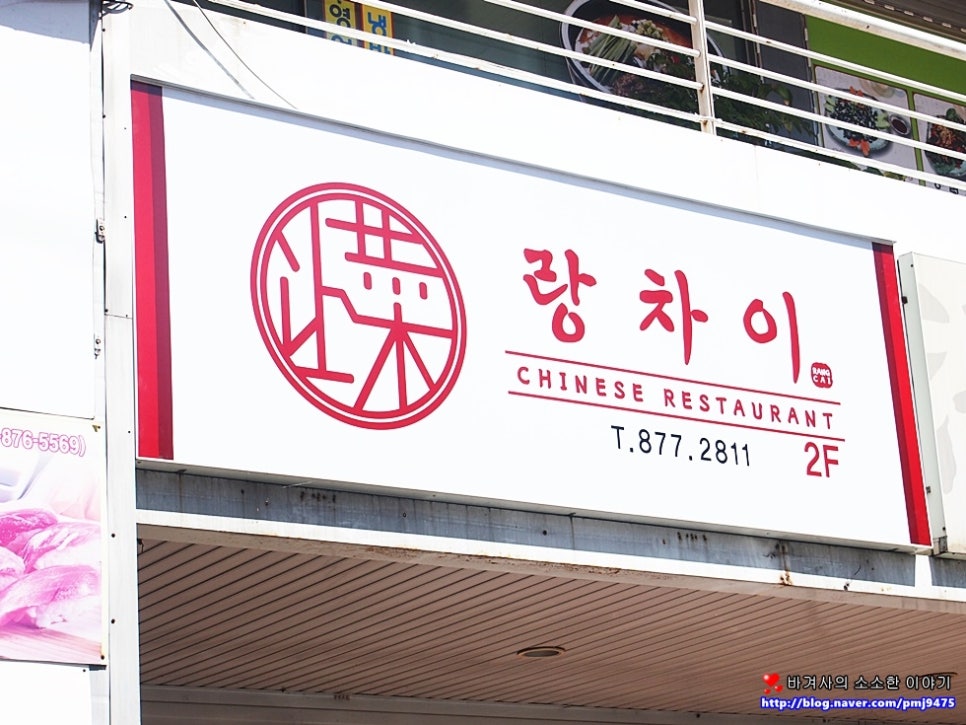 랑차이
RANG
CAI
CHINESE RESTAURANT
T.877.2811
2F
-876-5569)
바겨사의 소소한 이야기
http://blog.naver.com/pmj9475